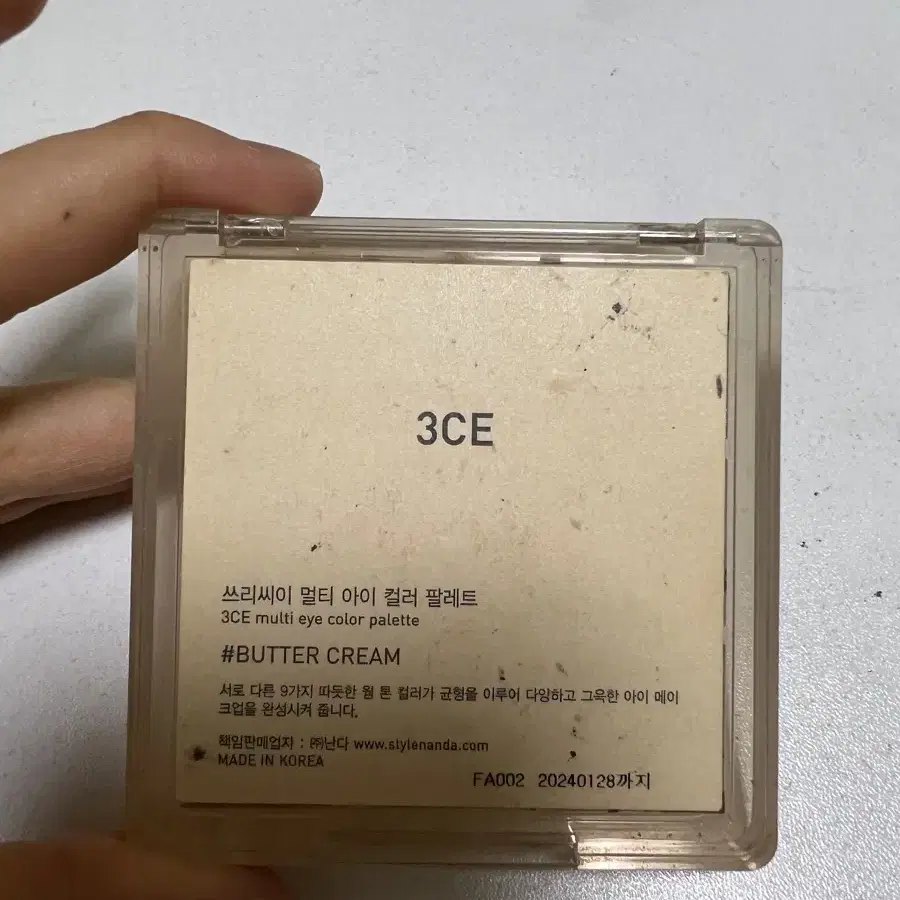 3CE
쓰리씨이 멀티 아이 컬러 팔레트
3CE multi eye color palette
#BUTTER CREAM
서로 다른 9가지 따듯한 웜 톤 컬러가 균형을 이루어 다양하고 그윽한 아이 메이
크업을 완성시켜 줍니다.
책임판매업자 : ㈜난다 www.stylenanda.com
MADE IN KOREA
FA002 20240128까지